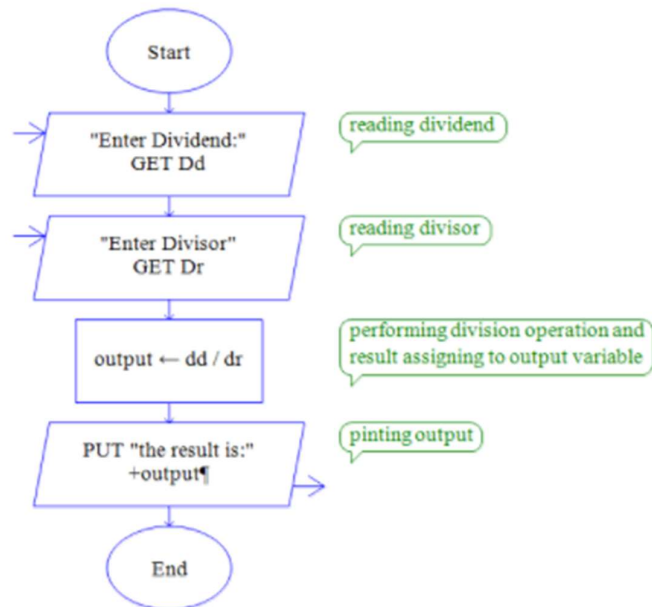 Start
"Enter Dividend:"
GET Dd
reading dividend
"Enter Divisor"
GET Dr
reading divisor
output ← dd / dr
performing division operation and
result assigning to output variable
PUT "the result is:"
+output¶
pinting output
End